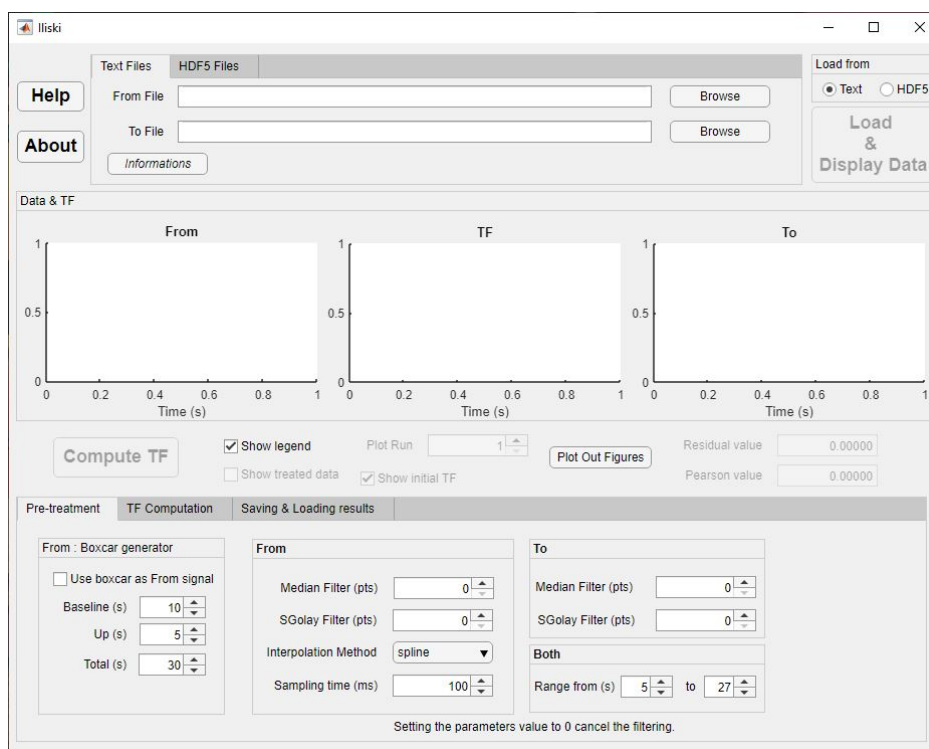 Iliski
Text Files HDF5 Files
Load from
Text HDF5
Help
From File Browse
To File Browse
About
Informations
Load
&
Display Data
Data & TF
From
1
0.5
0
0 0.2 0.4 0.6 0.8 1
Time (s)
TF
1
0.5
0
0 0.2 0.4 0.6 0.8 1
Time (s)
To
1
0.5
0
0 0.2 0.4 0.6 0.8 1
Time (s)
Compute TF
Show legend
Show treated data
Plot Run 1
Show initial TF
Plot Out Figures
Residual value 0.00000
Pearson value 0.00000
Pre-treatment TF Computation Saving & Loading results
From : Boxcar generator
Use boxcar as From signal
Baseline (s) 10
Up (s) 5
Total (s) 30
From
Median Filter (pts) 0
SGolay Filter (pts) 0
Interpolation Method spline
Sampling time (ms) 100
To
Median Filter (pts) 0
SGolay Filter (pts) 0
Both
Range from (s) 5 to 27
Setting the parameters value to 0 cancel the filtering.